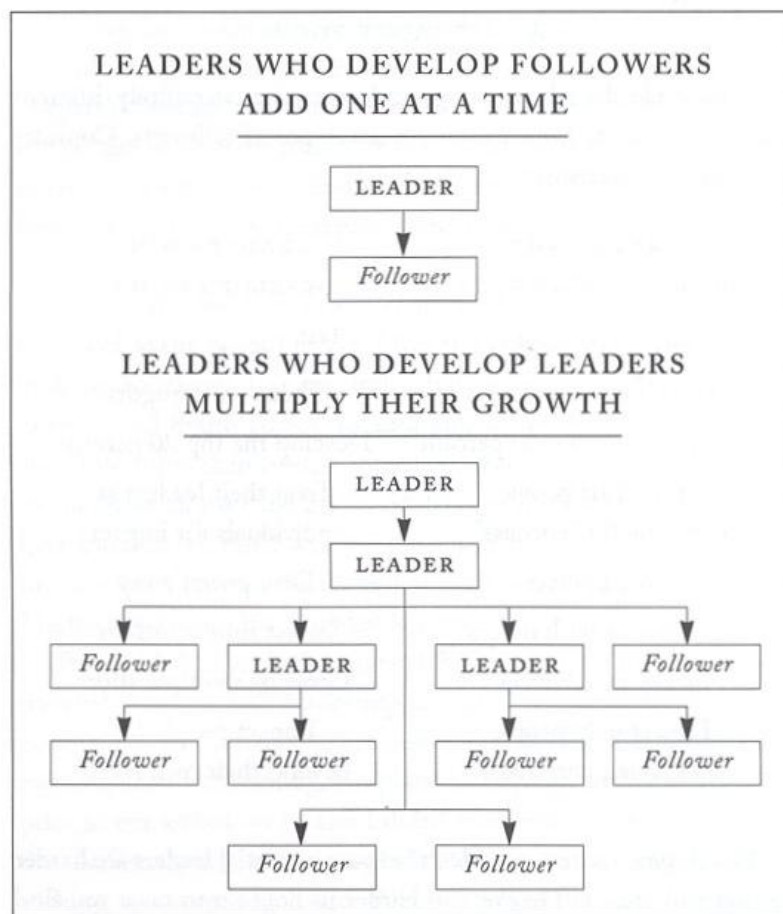 LEADERS WHO DEVELOP FOLLOWERS
ADD ONE AT A TIME
LEADER
Follower
LEADERS WHO DEVELOP LEADERS
MULTIPLY THEIR GROWTH
LEADER
LEADER
Follower LEADER LEADER Follower
Follower Follower Follower Follower
Follower Follower